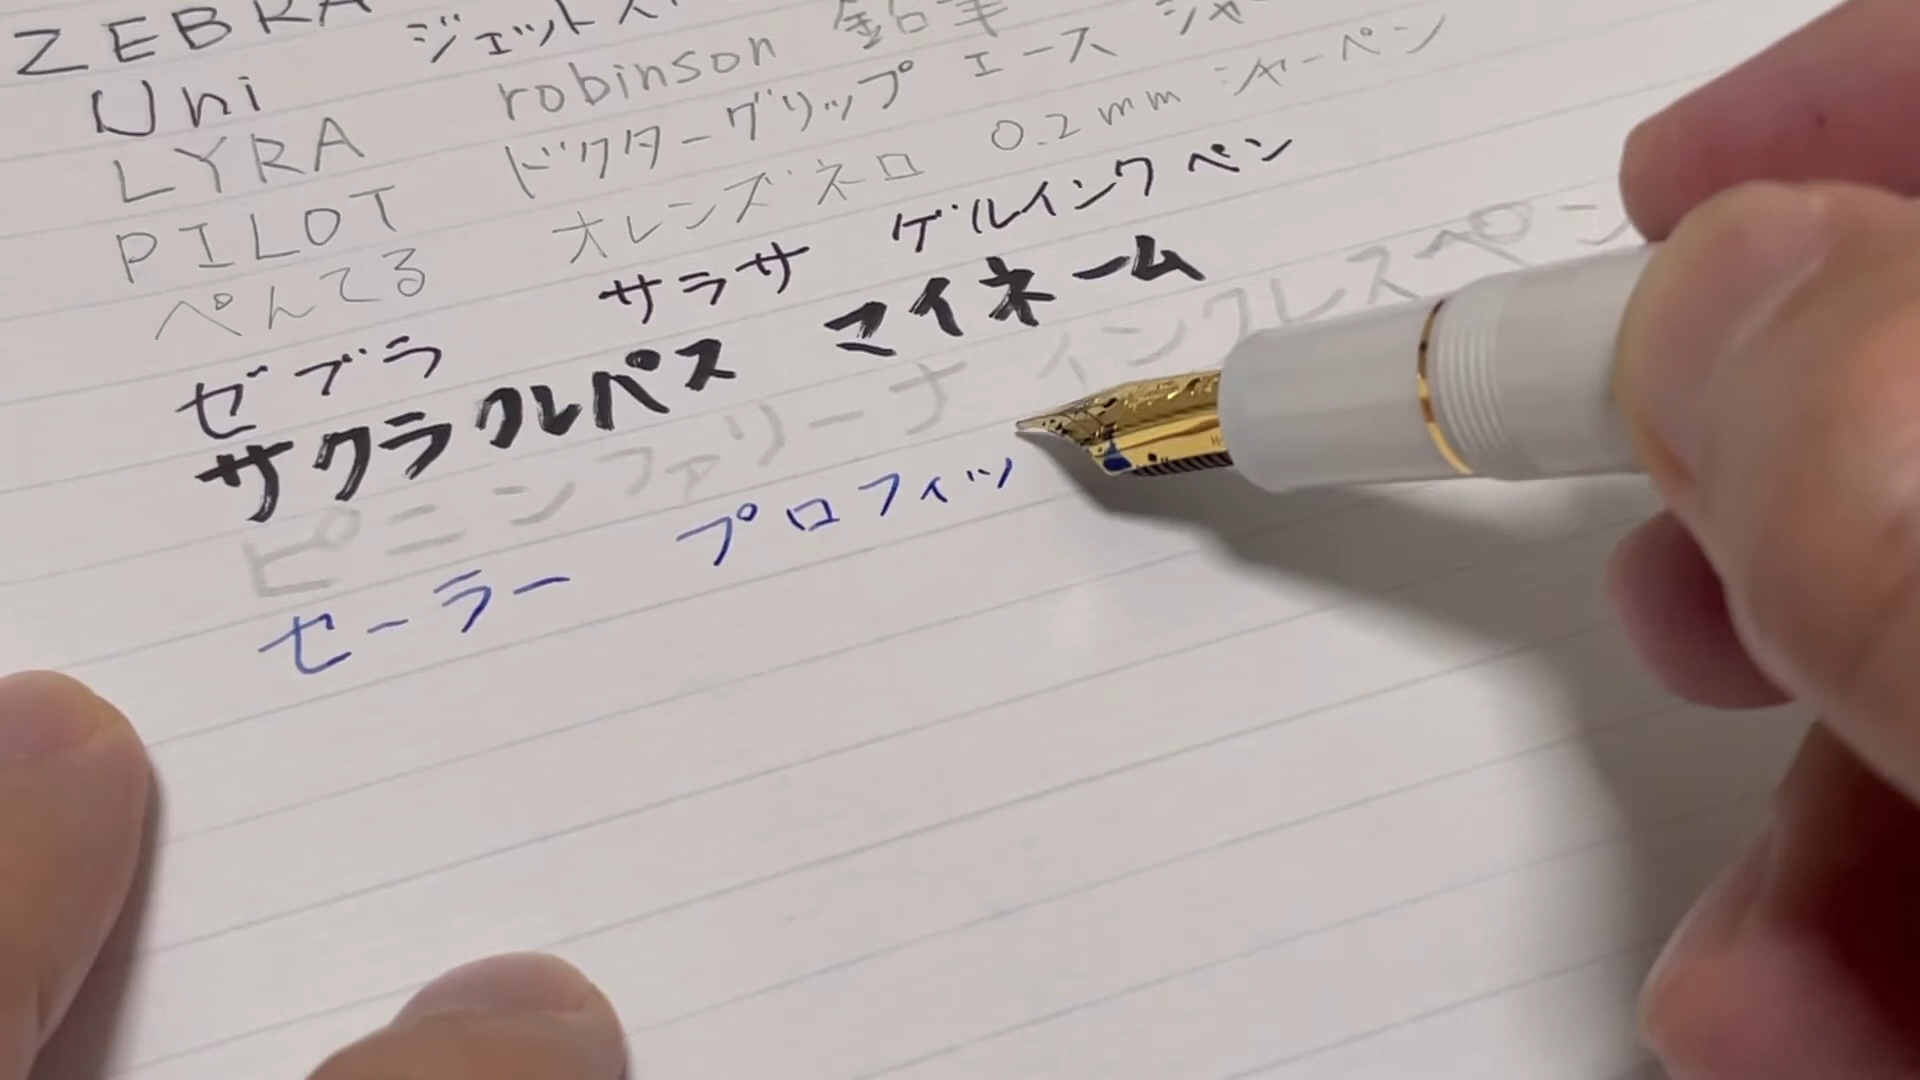 ZEBRA
Uni ジェットス
LYRA robinson 鉛筆
PILOT ドクターグリップ エース シャ
ぺんてる オレンズネロ 0.2mm シャーペン
ゼブラ サラサ ゲルインクペン
サクラクレパス マイネーム
ピニンファリーナ インクレスペン
セーラー プロフィッ